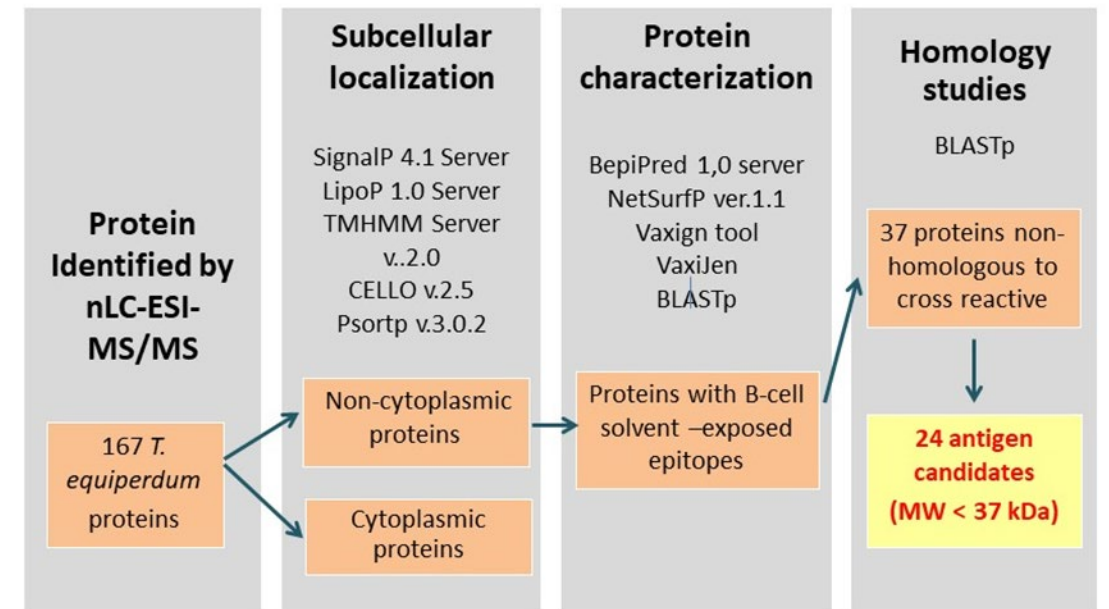 Protein
Identified by
nLC-ESI-
MS/MS
167 T.
equiperdum
proteins
Subcellular
localization
SignalP 4.1 Server
LipoP 1.0 Server
TMHMM Server
v..2.0
CELLO v.2.5
Psortp v.3.0.2
Non-cytoplasmic
proteins
Cytoplasmic
proteins
Protein
characterization
BepiPred 1,0 server
NetSurfP ver.1.1
Vaxign tool
VaxiJen
BLASTp
Proteins with B-cell
solvent –exposed
epitopes
Homology
studies
BLASTp
37 proteins non-
homologous to
cross reactive
24 antigen
candidates
(MW < 37 kDa)